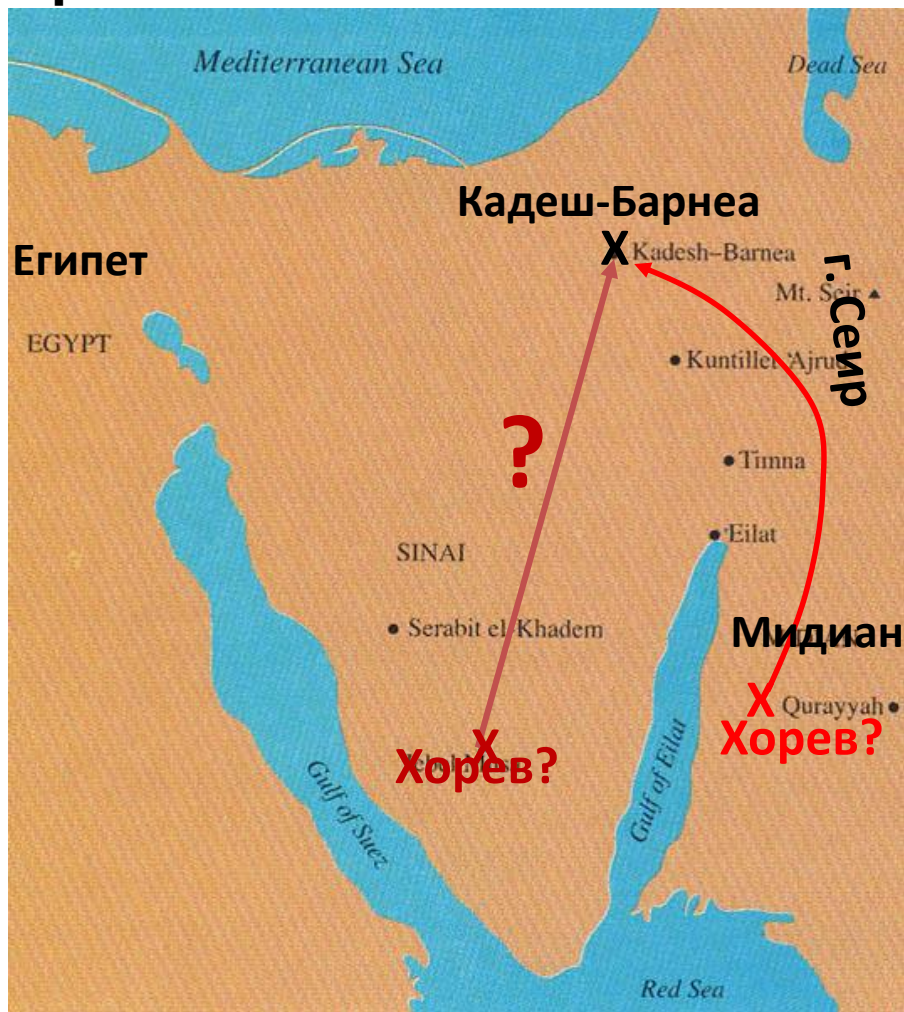 Mediterranean Sea
Dead Sea
Кадеш-Барнеа
X Kadesh–Barnea
Египет
г. Сеир
Mt. Seir
EGYPT
Kuntillet
?
Timna
Eilat
SINAI
Serabit el-Khadem
Мидиан
X
Qurayyah
Хорев?
X
Хорев?
Gulf of Suez
Gulf of Eilat
Red Sea